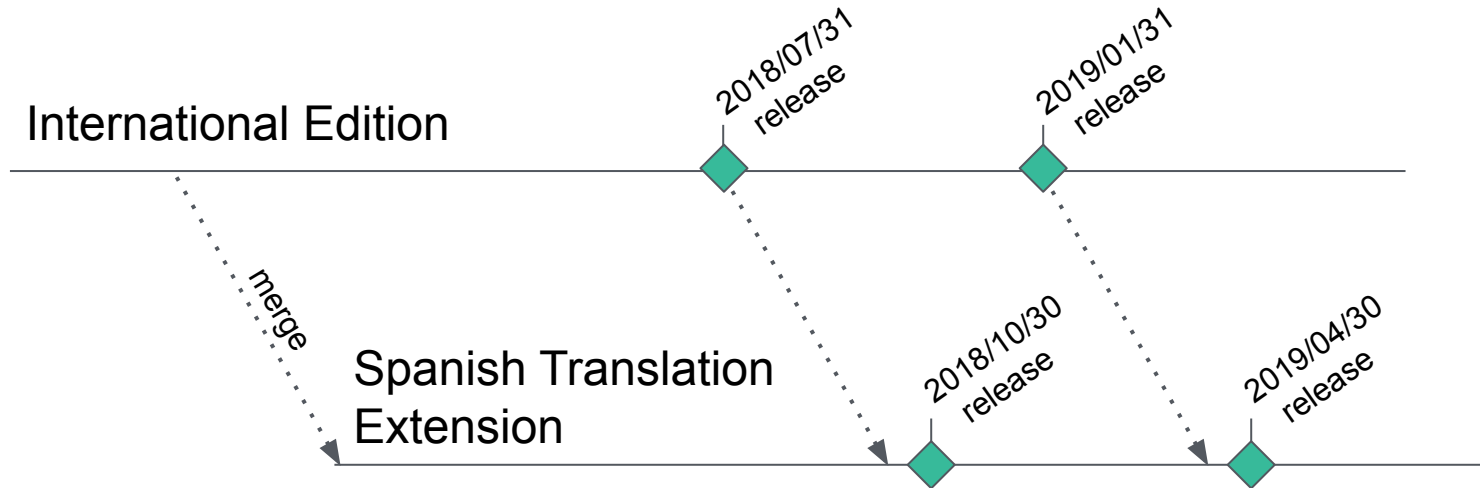 2018/07/31
release
2019/01/31
release
International Edition
merge
Spanish Translation
Extension
2018/10/30
release
2019/04/30
release